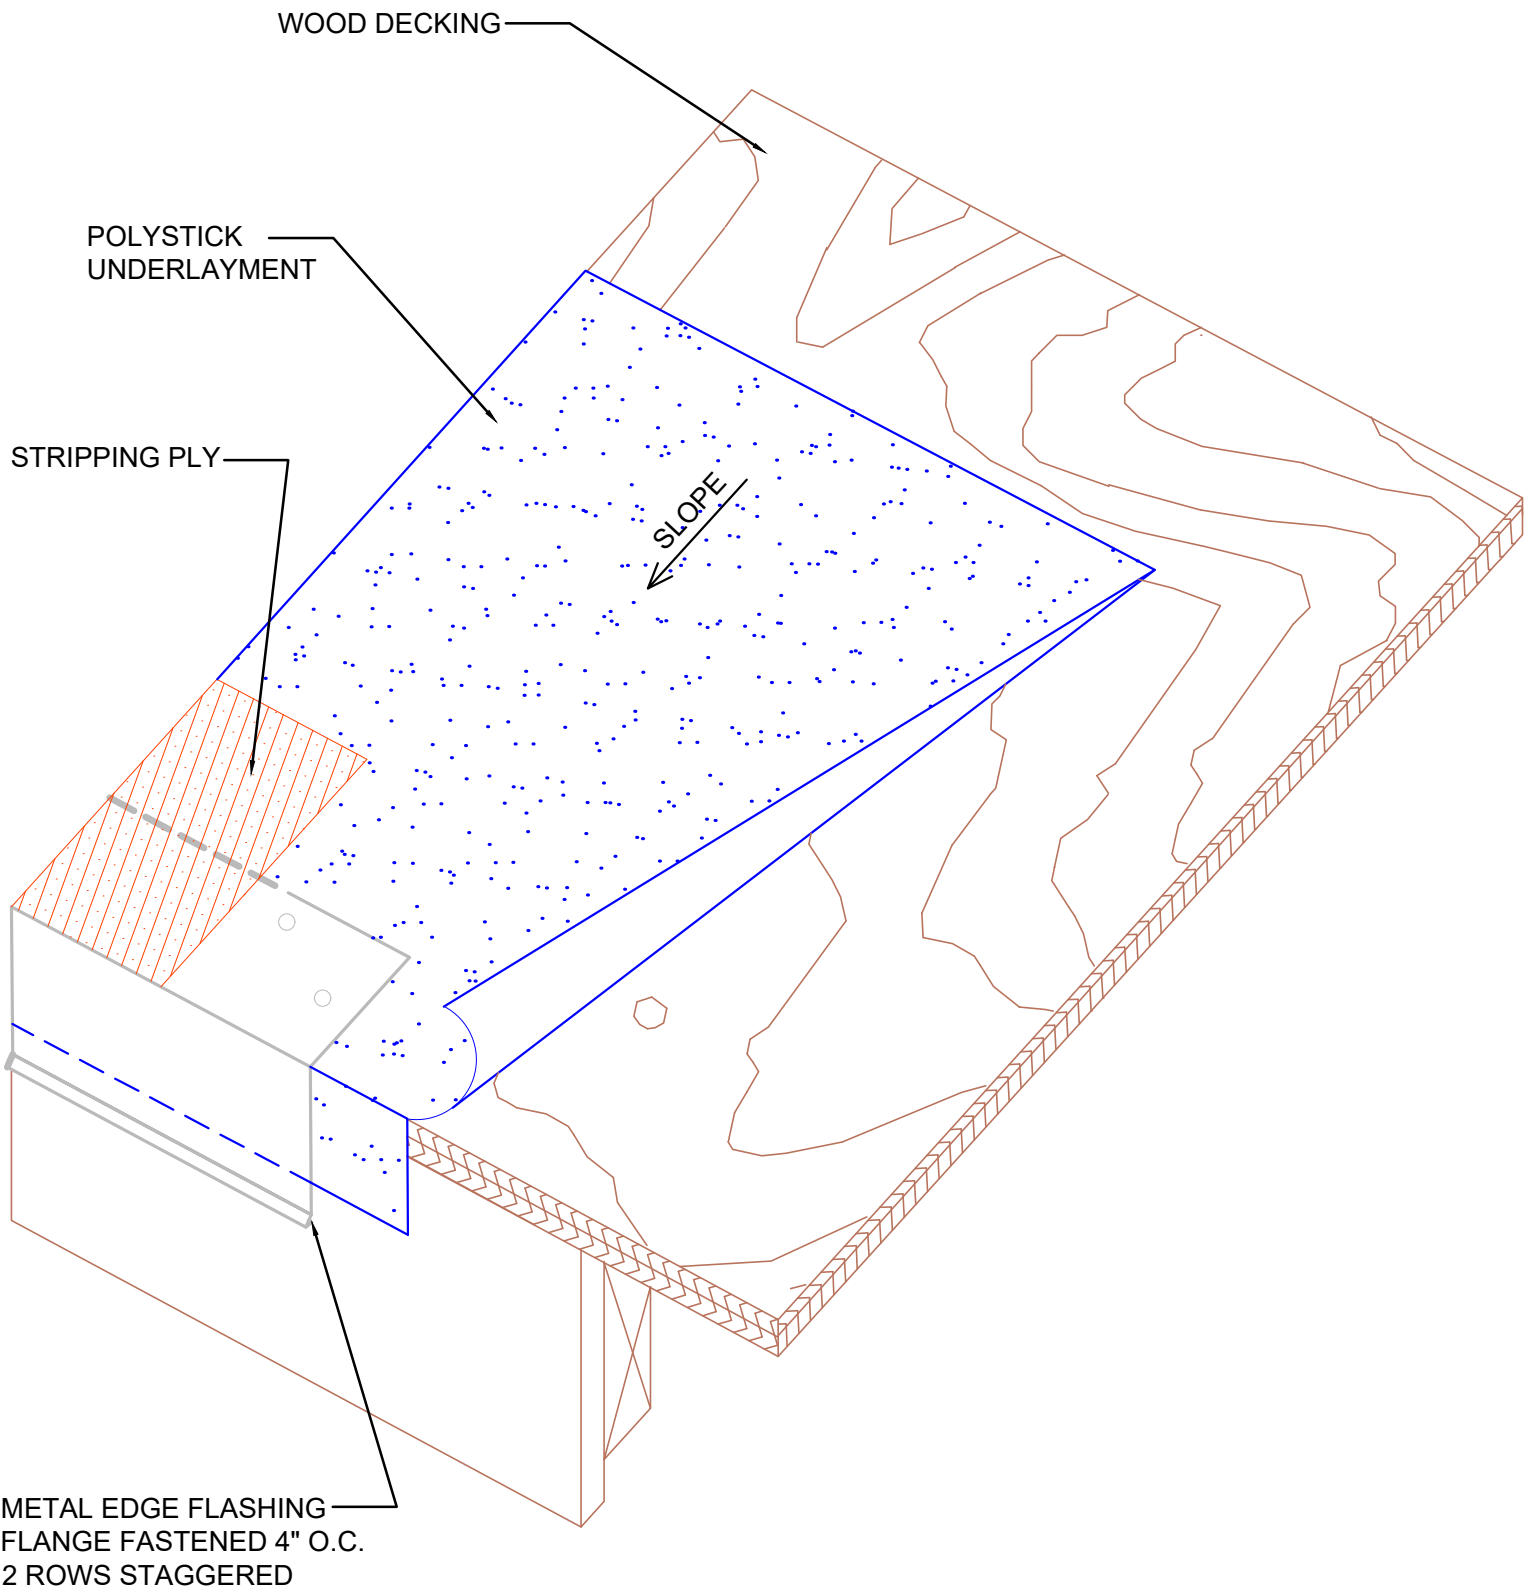 WOOD DECKING
POLYSTICK
UNDERLAYMENT
STRIPPING PLY
SLOPE
METAL EDGE FLASHING
FLANGE FASTENED 4" O.C.
2 ROWS STAGGERED